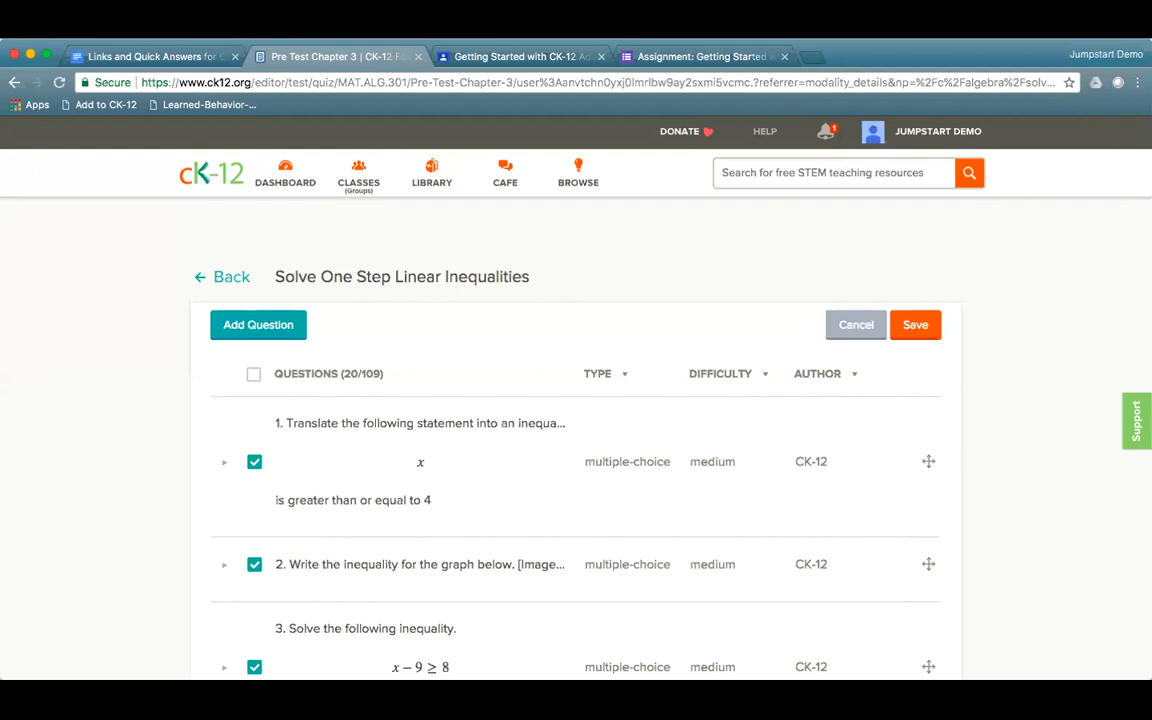 Links and Quick Answers for
Pre Test Chapter 3 | CK-12
Getting Started with CK-12 Ad
Assignment: Getting Started
Jumpstart Demo
Secure https://www.ck12.org/editor/test/quiz/MAT.ALG.301/Pre-Test-Chapter-3/user%3Aanvtchn0yxj0lmrlbw9ay2sxmi5vcmc.?referrer=modality_details&np=%2Fc%2Falgebra%2Fsolv...
Apps Add to CK-12 Learned-Behavior-...
DONATE HELP 1 JUMPSTART DEMO
cK-12 DASHBOARD CLASSES LIBRARY CAFE BROWSE Search for free STEM teaching resources
(Groups)
← Back Solve One Step Linear Inequalities
Add Question Cancel Save
QUESTIONS (20/109) TYPE DIFFICULTY AUTHOR
1. Translate the following statement into an inequa...
x multiple-choice medium CK-12
is greater than or equal to 4
2. Write the inequality for the graph below. [Image... multiple-choice medium CK-12
3. Solve the following inequality.
x − 9 ≥ 8 multiple-choice medium CK-12
Support